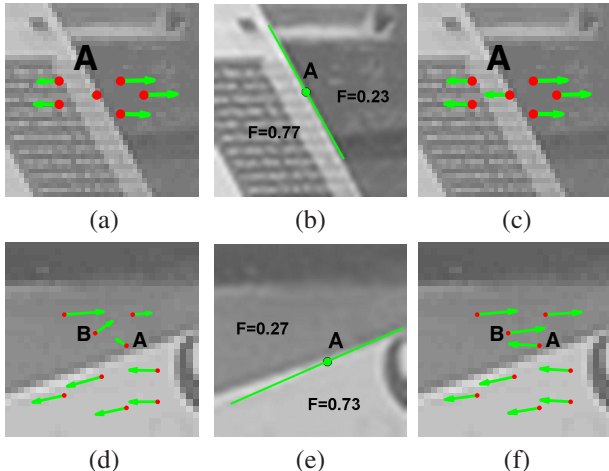 A
A
F=0.23
F=0.77
A
(a) (b) (c)
B A
A
F=0.27
F=0.73
B A
(d) (e) (f)